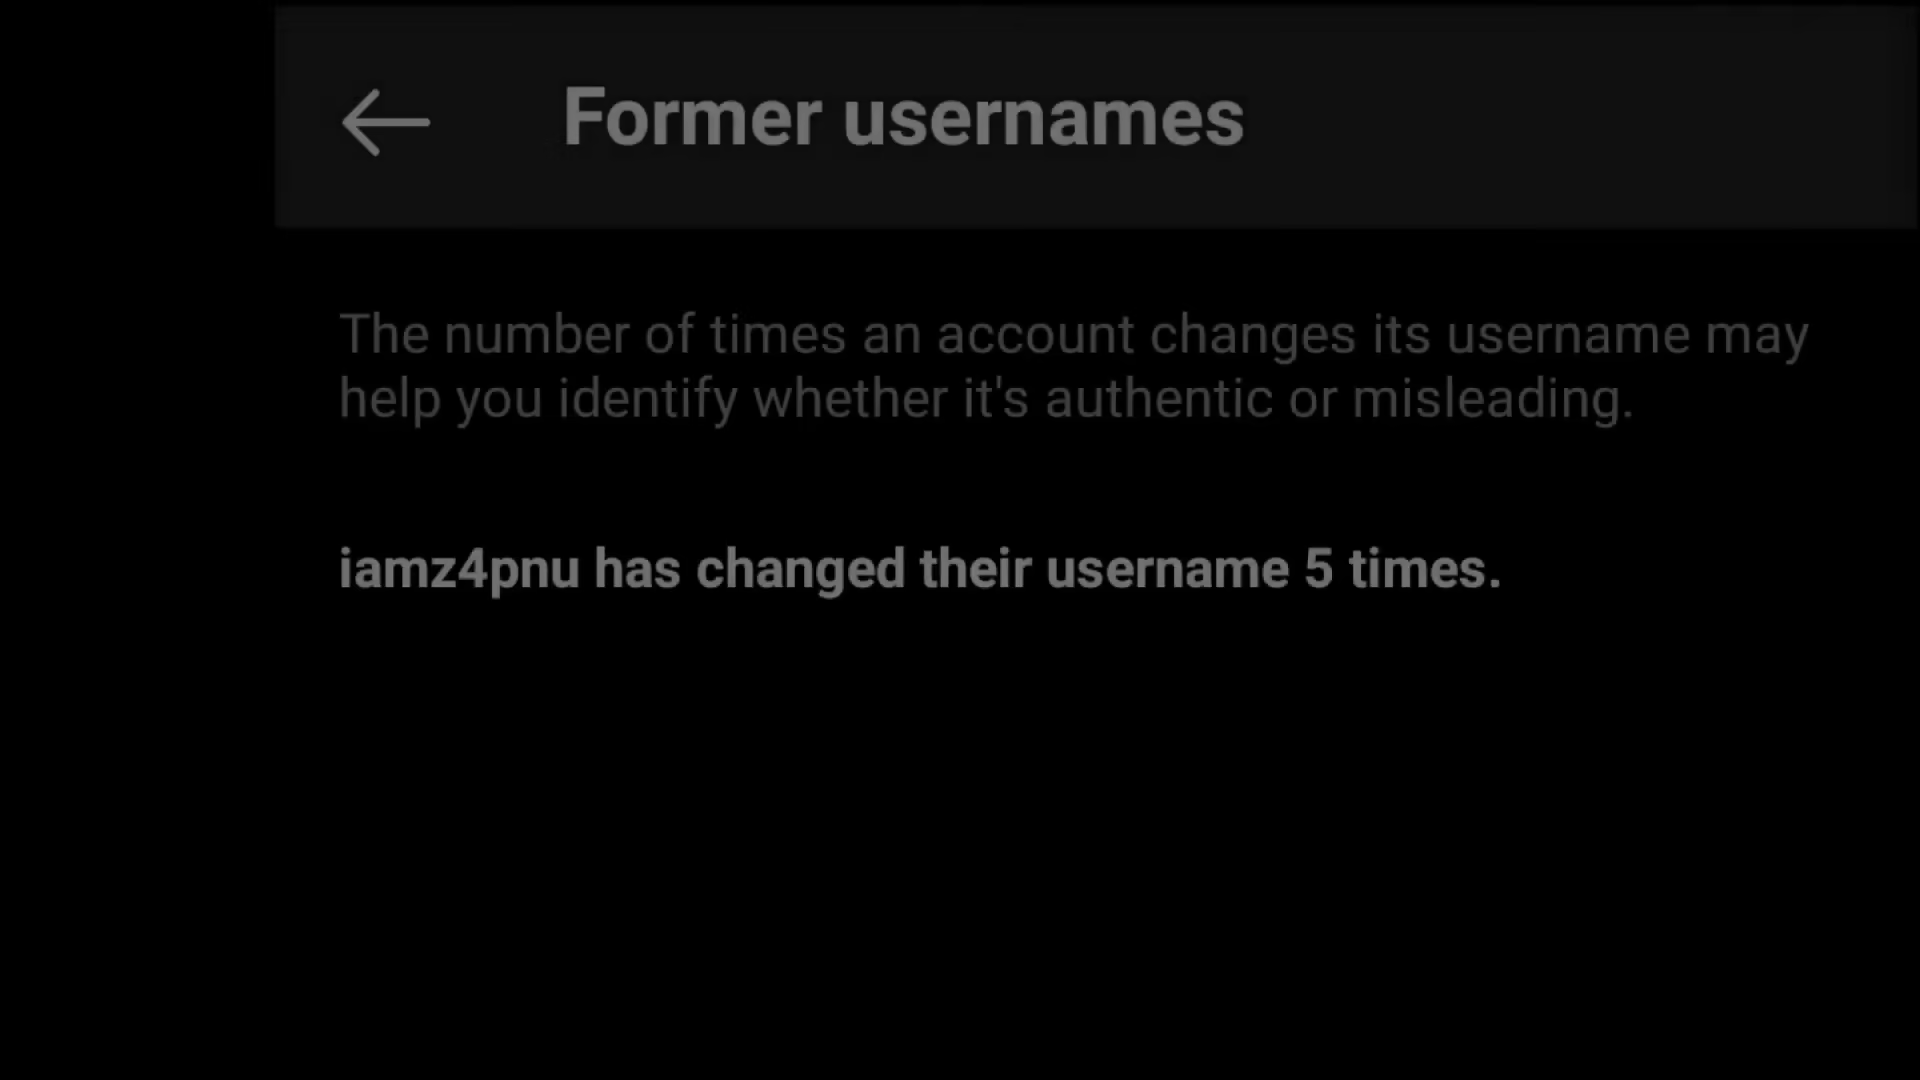 Former usernames
The number of times an account changes its username may
help you identify whether it's authentic or misleading.
iamz4pnu has changed their username 5 times.